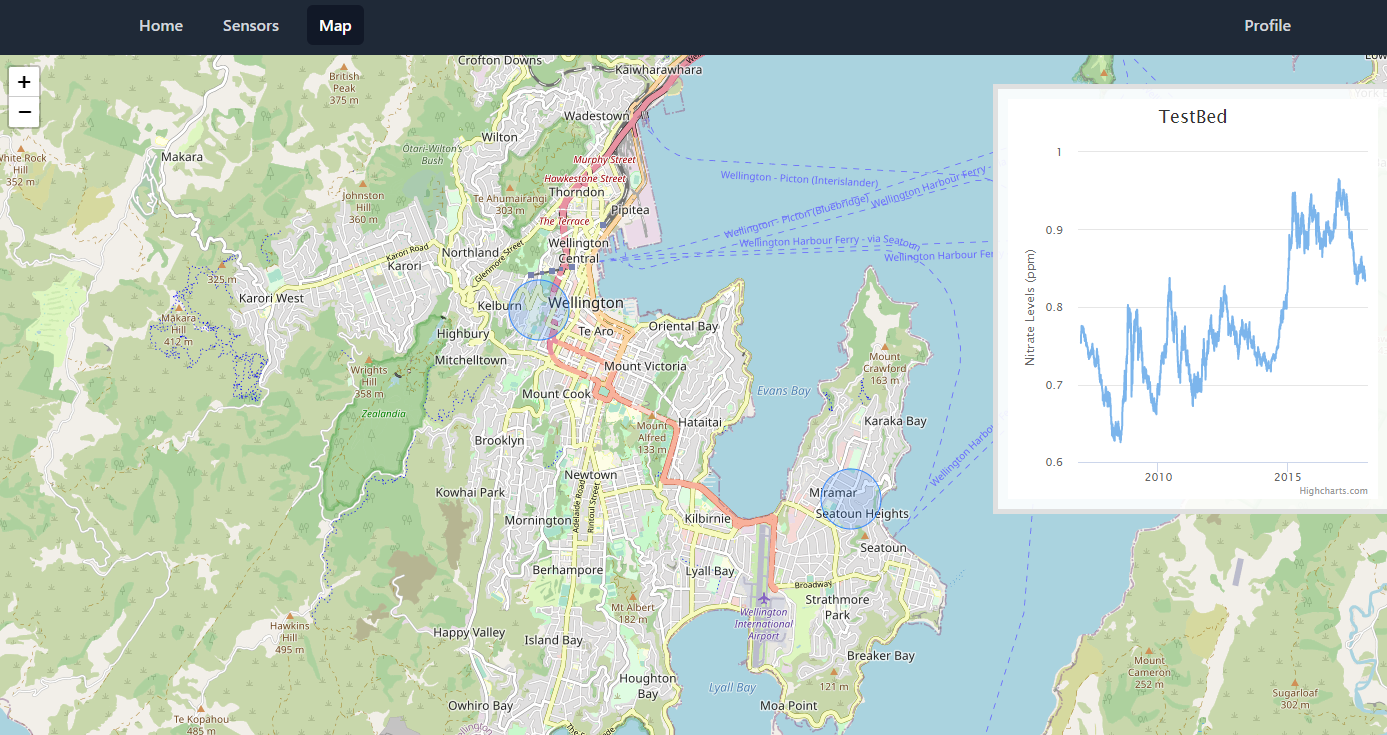 Home
Sensors
Map
Profile
+
−
Crofton Downs
Kaiwharawhara
British
Peak
375 m
Wadestown
Wilton
Otari-Wilton's
Bush
Makara
White Rock
Hill
352 m
Murphy Street
Hawkestone Street
Thorndon
Te Ahumairangi
303 m
Johnston
Hill
360 m
The Terrace
Pipitea
Wellington - Picton (Interislander)
Wellington Harbour Ferry
Wellington - Picton (Bluebridge)
Wellington Harbour Ferry - via Seatoun
Wellington Harbour Fer
Wellington
Central
Northland
Glenmore Street
Karori Road
Karori
325 m
Karori West
Makara
Hill
412 m
Kelburn
Wellington
Te Aro
Oriental Bay
Highbury
Mitchelltown
Mount Victoria
Wrights
Hill
358 m
Zealandia
Mount Cook
Evans Bay
Mount
Crawford
163 m
Karaka Bay
Hataitai
Mount
Alfred
133 m
Brooklyn
Newtown
Kowhai Park
Adelaide Road
Rintoul Street
Mornington
Kilbirnie
Miramar
Seatoun Heights
Seatoun
Wellington Harbo
Berhampore
Lyall Bay
Broadway
Strathmore
Park
Wellington
International
Airport
Mt Albert
182 m
Hawkins
Hill
495 m
Happy Valley
Island Bay
Breaker Bay
Houghton
Bay
Lyall Bay
121 m
Moa Point
Owhiro Bay
Te Kopahou
485 m
Mount
Cameron
252 m
Sugarloaf
302 m
TestBed
Nitrate Levels (ppm)
1
0.9
0.8
0.7
0.6
2010
2015
Highcharts.com